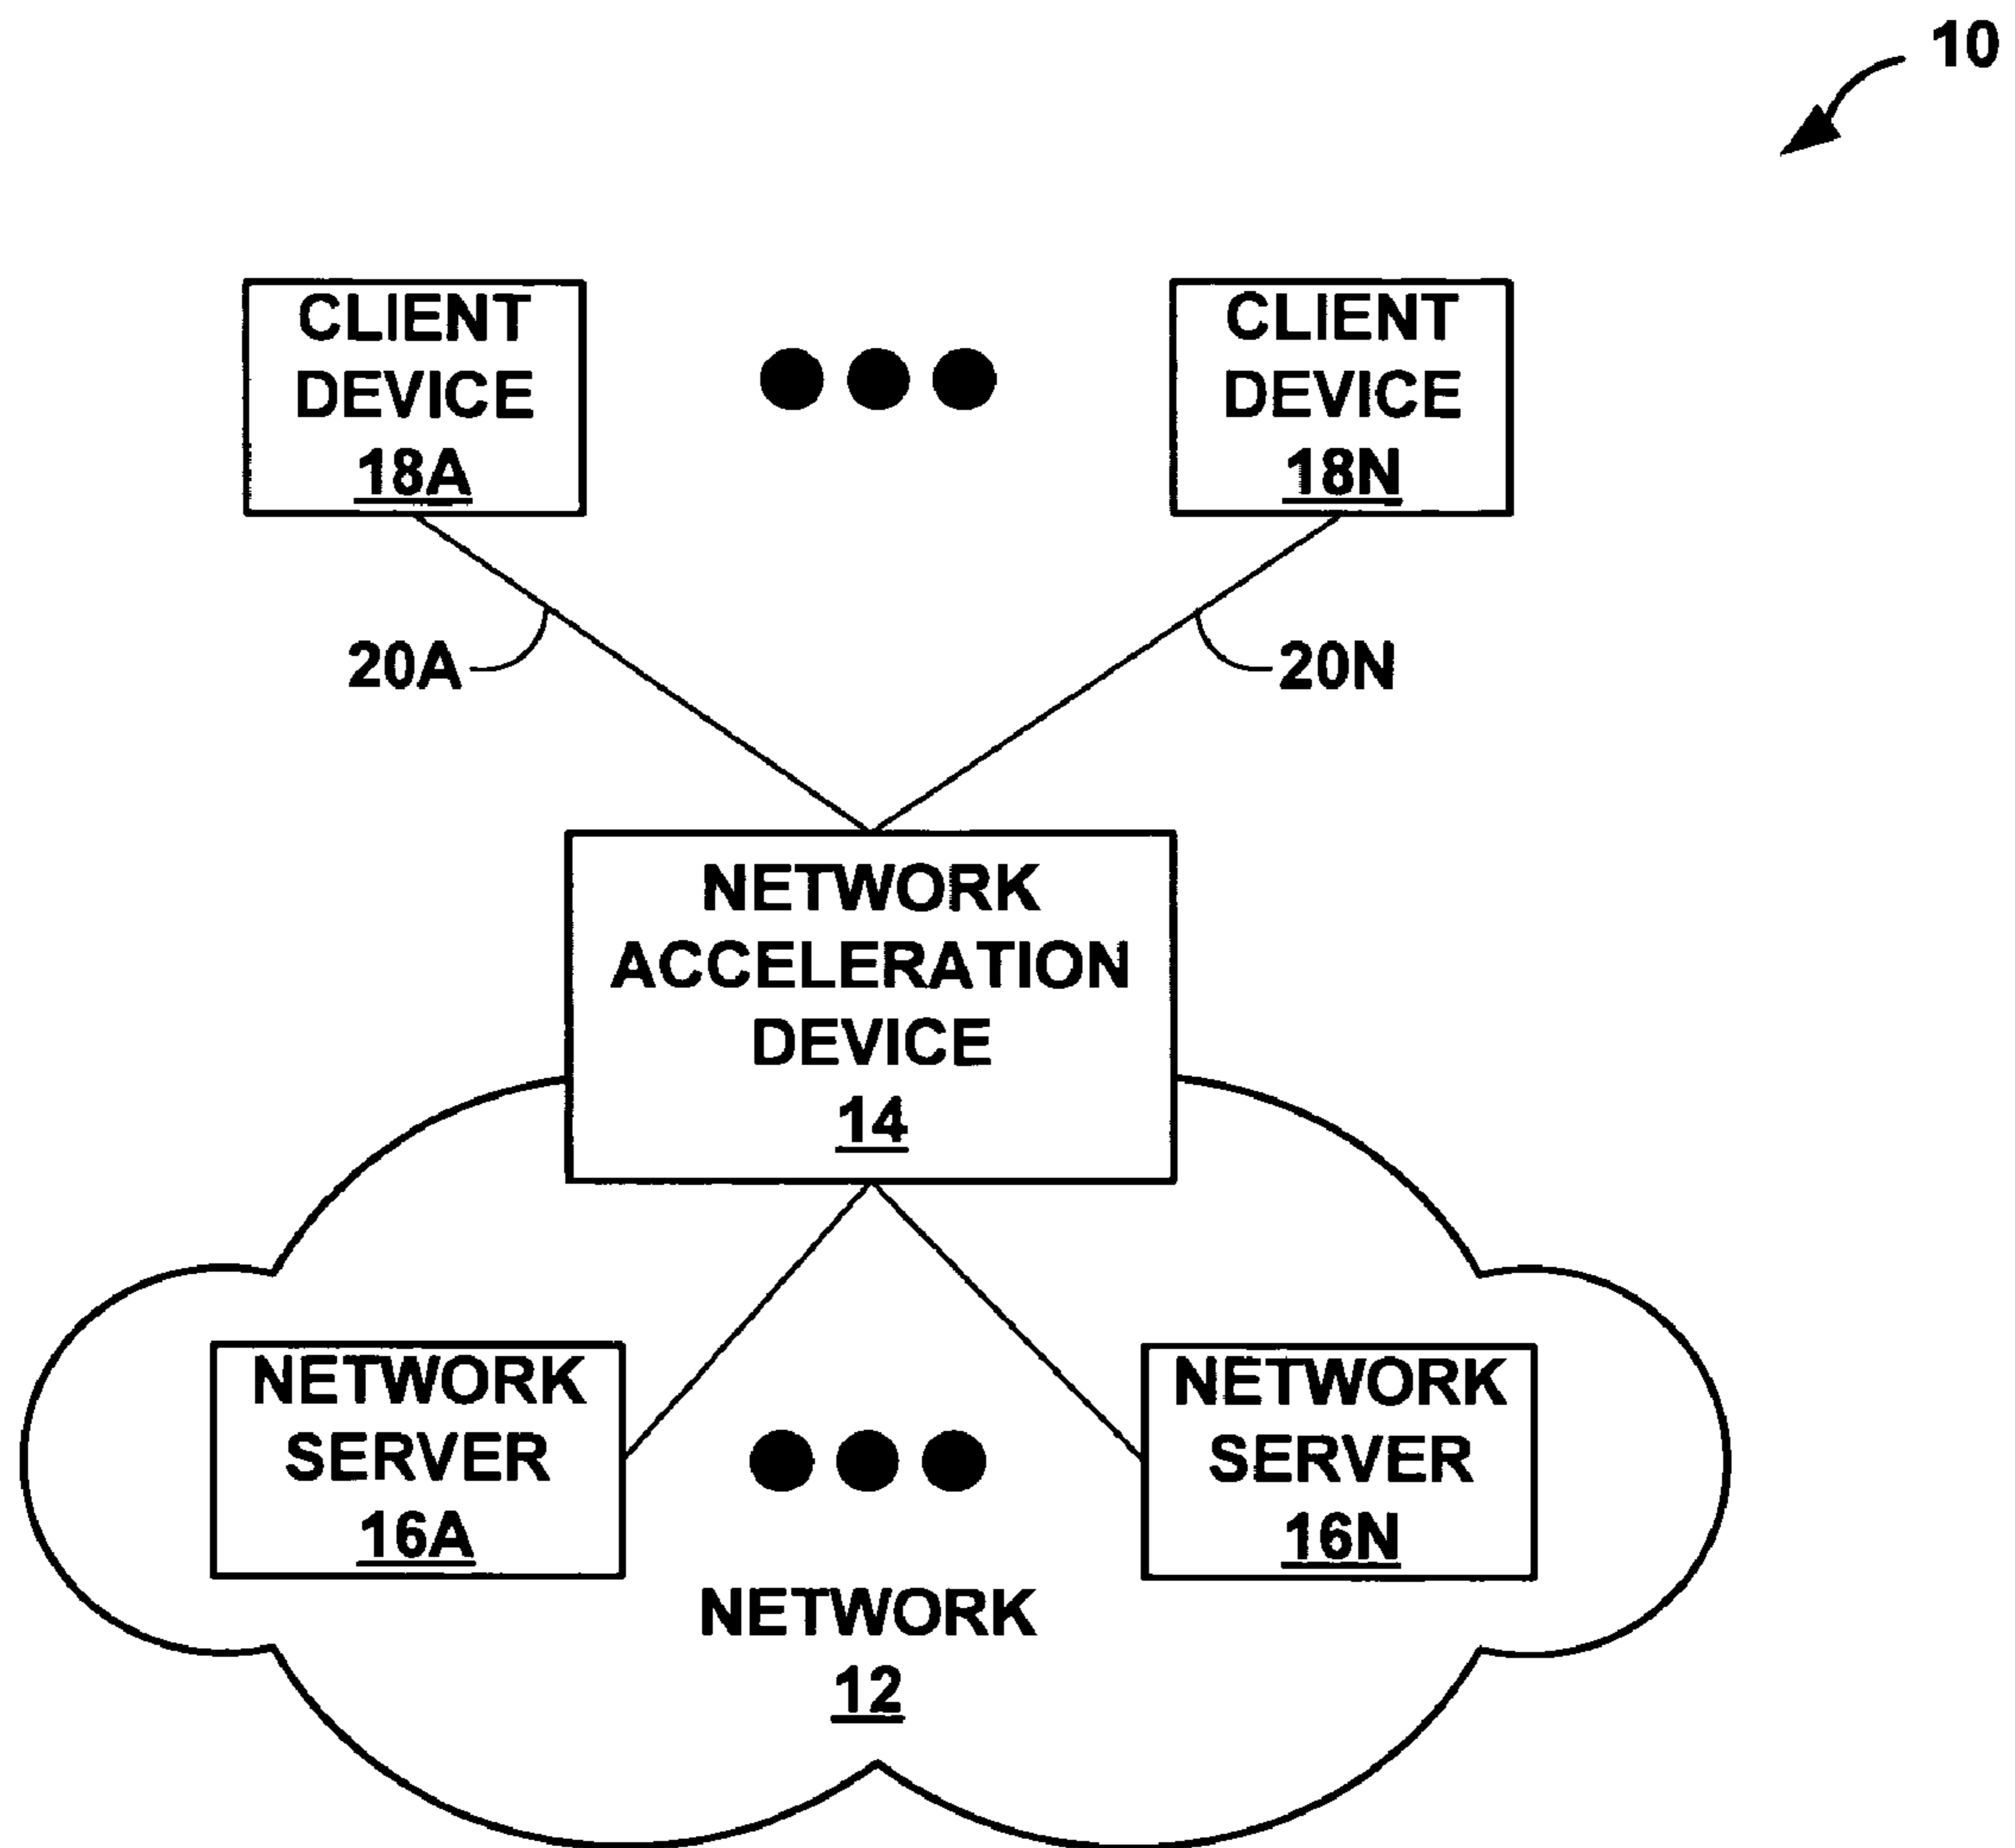 10
CLIENT
DEVICE
18A
CLIENT
DEVICE
18N
20A
20N
NETWORK
ACCELERATION
DEVICE
14
NETWORK
SERVER
16A
NETWORK
SERVER
16N
NETWORK
12